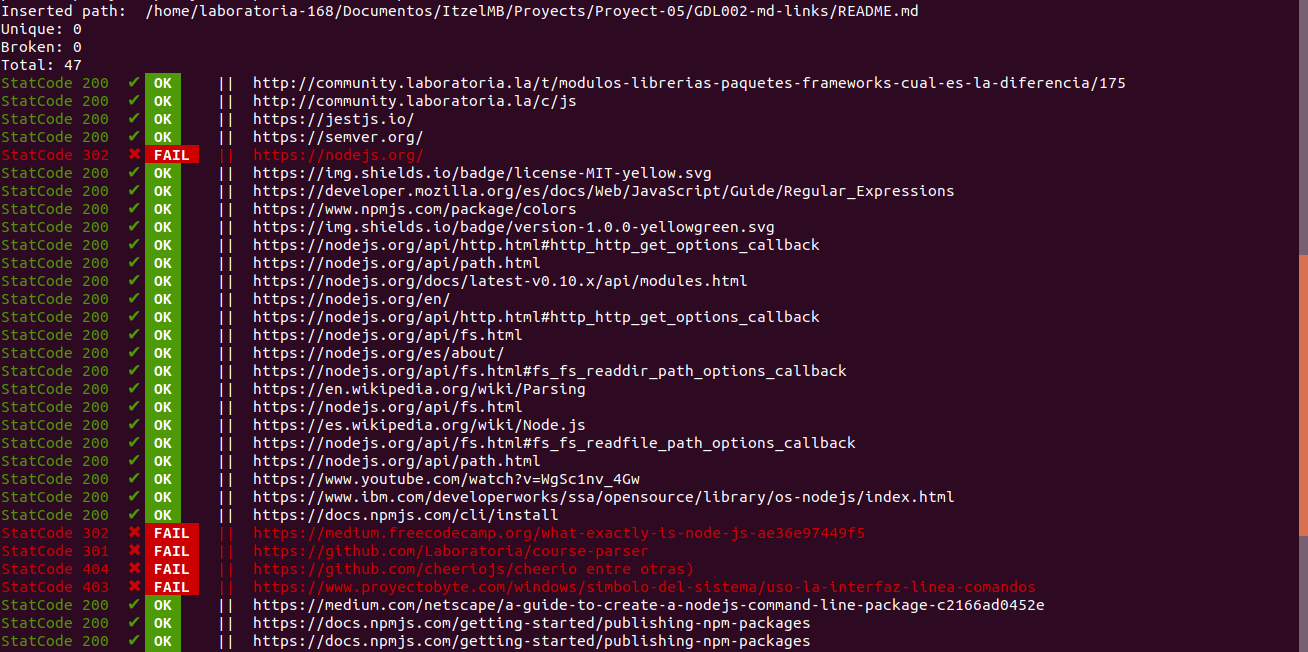 Inserted path:  /home/laboratoria-168/Documentos/ItzelMB/Proyects/Proyect-05/GDL002-md-links/README.md
Unique: 0
Broken: 0
Total: 47
StatCode 200  ✔ OK    ||  http://community.laboratoria.la/t/modulos-librerias-paquetes-frameworks-cual-es-la-diferencia/175
StatCode 200  ✔ OK    ||  http://community.laboratoria.la/c/js
StatCode 200  ✔ OK    ||  https://jestjs.io/
StatCode 200  ✔ OK    ||  https://semver.org/
StatCode 302  ✖ FAIL  ||  https://nodejs.org/
StatCode 200  ✔ OK    ||  https://img.shields.io/badge/license-MIT-yellow.svg
StatCode 200  ✔ OK    ||  https://developer.mozilla.org/es/docs/Web/JavaScript/Guide/Regular_Expressions
StatCode 200  ✔ OK    ||  https://www.npmjs.com/package/colors
StatCode 200  ✔ OK    ||  https://img.shields.io/badge/version-1.0.0-yellowgreen.svg
StatCode 200  ✔ OK    ||  https://nodejs.org/api/http.html#http_http_get_options_callback
StatCode 200  ✔ OK    ||  https://nodejs.org/api/path.html
StatCode 200  ✔ OK    ||  https://nodejs.org/docs/latest-v0.10.x/api/modules.html
StatCode 200  ✔ OK    ||  https://nodejs.org/en/
StatCode 200  ✔ OK    ||  https://nodejs.org/api/http.html#http_http_get_options_callback
StatCode 200  ✔ OK    ||  https://nodejs.org/api/fs.html
StatCode 200  ✔ OK    ||  https://nodejs.org/es/about/
StatCode 200  ✔ OK    ||  https://nodejs.org/api/fs.html#fs_fs_readdir_path_options_callback
StatCode 200  ✔ OK    ||  https://en.wikipedia.org/wiki/Parsing
StatCode 200  ✔ OK    ||  https://nodejs.org/api/fs.html
StatCode 200  ✔ OK    ||  https://es.wikipedia.org/wiki/Node.js
StatCode 200  ✔ OK    ||  https://nodejs.org/api/fs.html#fs_fs_readfile_path_options_callback
StatCode 200  ✔ OK    ||  https://nodejs.org/api/path.html
StatCode 200  ✔ OK    ||  https://www.youtube.com/watch?v=WgSc1nv_4Gw
StatCode 200  ✔ OK    ||  https://www.ibm.com/developerworks/ssa/opensource/library/os-nodejs/index.html
StatCode 200  ✔ OK    ||  https://docs.npmjs.com/cli/install
StatCode 302  ✖ FAIL  ||  https://medium.freecodecamp.org/what-exactly-is-node-js-ae36e97449f5
StatCode 301  ✖ FAIL  ||  https://github.com/Laboratoria/course-parser
StatCode 404  ✖ FAIL  ||  https://github.com/cheeriojs/cheerio entre otras)
StatCode 403  ✖ FAIL  ||  https://www.proyectobyte.com/windows/simbolo-del-sistema/uso-la-interfaz-linea-comandos
StatCode 200  ✔ OK    ||  https://medium.com/netscape/a-guide-to-create-a-nodejs-command-line-package-c2166ad0452e
StatCode 200  ✔ OK    ||  https://docs.npmjs.com/getting-started/publishing-npm-packages
StatCode 200  ✔ OK    ||  https://docs.npmjs.com/getting-started/publishing-npm-packages